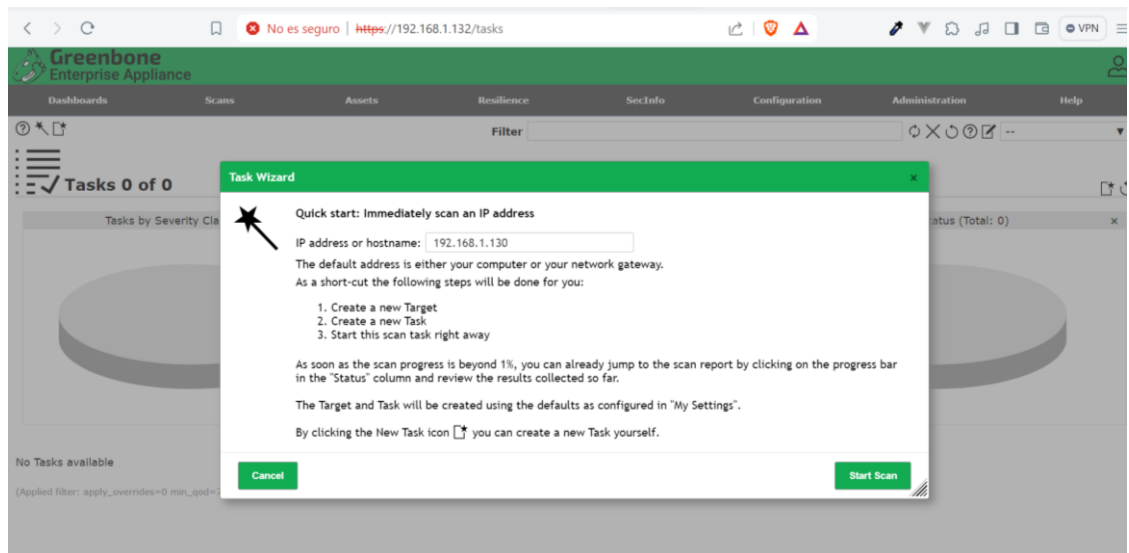 No es seguro https://192.168.1.132/tasks VPN
Greenbone
Enterprise Appliance
Dashboards Scans Assets Resilience SecInfo Configuration Administration Help
Filter --
Tasks 0 of 0
Task Wizard ×
Tasks by Severity Cla atus (Total: 0) ×
Quick start: Immediately scan an IP address
IP address or hostname: 192.168.1.130
The default address is either your computer or your network gateway.
As a short-cut the following steps will be done for you:
1. Create a new Target
2. Create a new Task
3. Start this scan task right away
As soon as the scan progress is beyond 1%, you can already jump to the scan report by clicking on the progress bar
in the "Status" column and review the results collected so far.
The Target and Task will be created using the defaults as configured in "My Settings".
By clicking the New Task icon you can create a new Task yourself.
No Tasks available
Cancel Start Scan
(Applied filter: apply_overrides=0 min_qod=